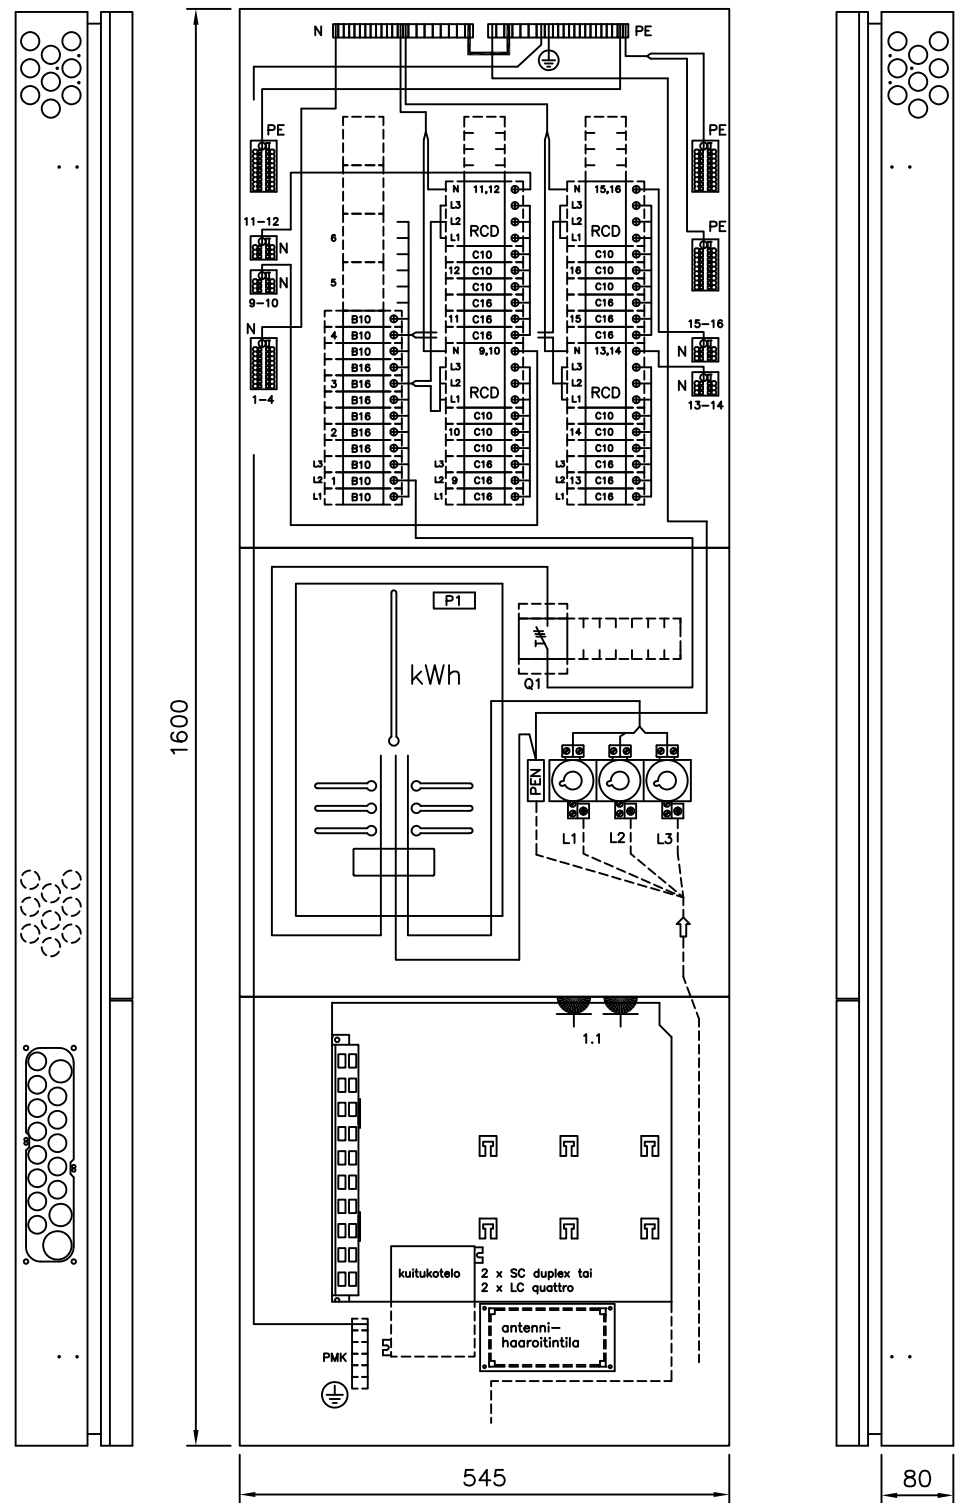 N PE
PE PE
11-12
N
N
9-10
N
1-4
PE
15-16
N
N
13-14
6
5
B10
4 B10
B10
B16
3 B16
B16
B16
2 B16
B16
L3 B10
L2 1 B10
L1 B10
N 11,12
L3
L2 RCD
L1
C10
12 C10
C10
C16
11 C16
C16
N 9,10
L3
L2 RCD
L1
C10
10 C10
C10
L3 C16
L2 9 C16
L1 C16
N 15,16
L3
L2 RCD
L1
C10
16 C10
C10
C16
15 C16
C16
N 13,14
L3
L2 RCD
L1
C10
14 C10
C10
L3 C16
L2 13 C16
L1 C16
P1
kWh
Q1
PEN
L1 L2 L3
1600
1.1
kuitukotelo
2 x SC duplex tai
2 x LC quattro
antenni-
haaroitintila
PMK
545
80